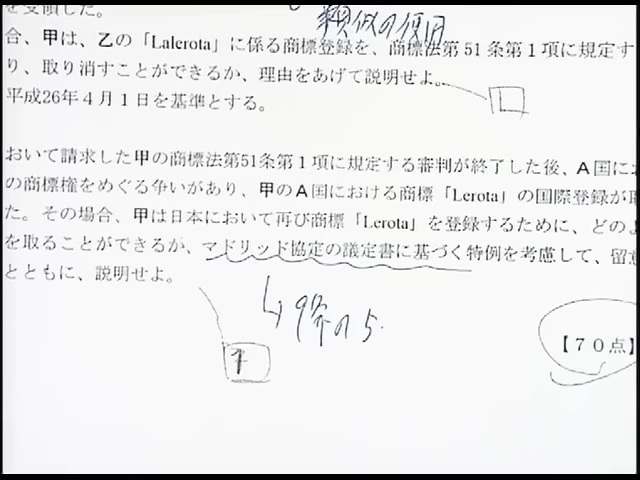 を受領した。
類似の使用
合、甲は、乙の「Lalerota」に係る商標登録を、商標法第51条第1項に規定す
り、取り消すことができるか、理由をあげて説明せよ。
平成26年4月1日を基準とする。
おいて請求した甲の商標法第51条第1項に規定する審判が終了した後、A国にお
の商標権をめぐる争いがあり、甲のA国における商標「Lerota」の国際登録が取
た。その場合、甲は日本において再び商標「Lerota」を登録するために、どのよ
を取ることができるか、マドリッド協定の議定書に基づく特例を考慮して、留意
とともに、説明せよ。
↳ 9条の5
【70点】